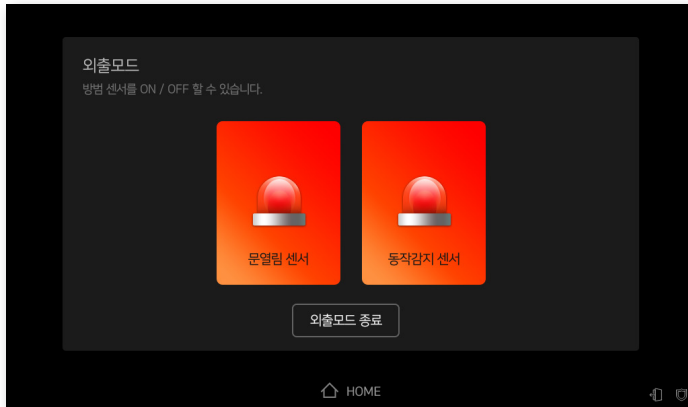 외출모드
방범 센서를 ON / OFF 할 수 있습니다.
문열림 센서
동작감지 센서
외출모드 종료
HOME